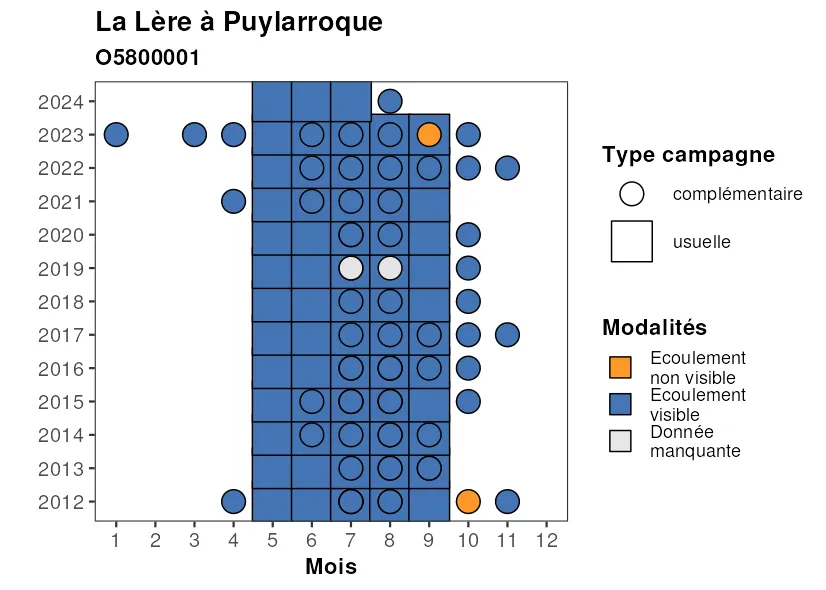 La Lère à Puylarroque
O5800001
2024
2023
2022
2021
2020
2019
2018
2017
2016
2015
2014
2013
2012
1 2 3 4 5 6 7 8 9 10 11 12
Mois
Type campagne
complémentaire
usuelle
Modalités
Ecoulement
non visible
Ecoulement
visible
Donnée
manquante